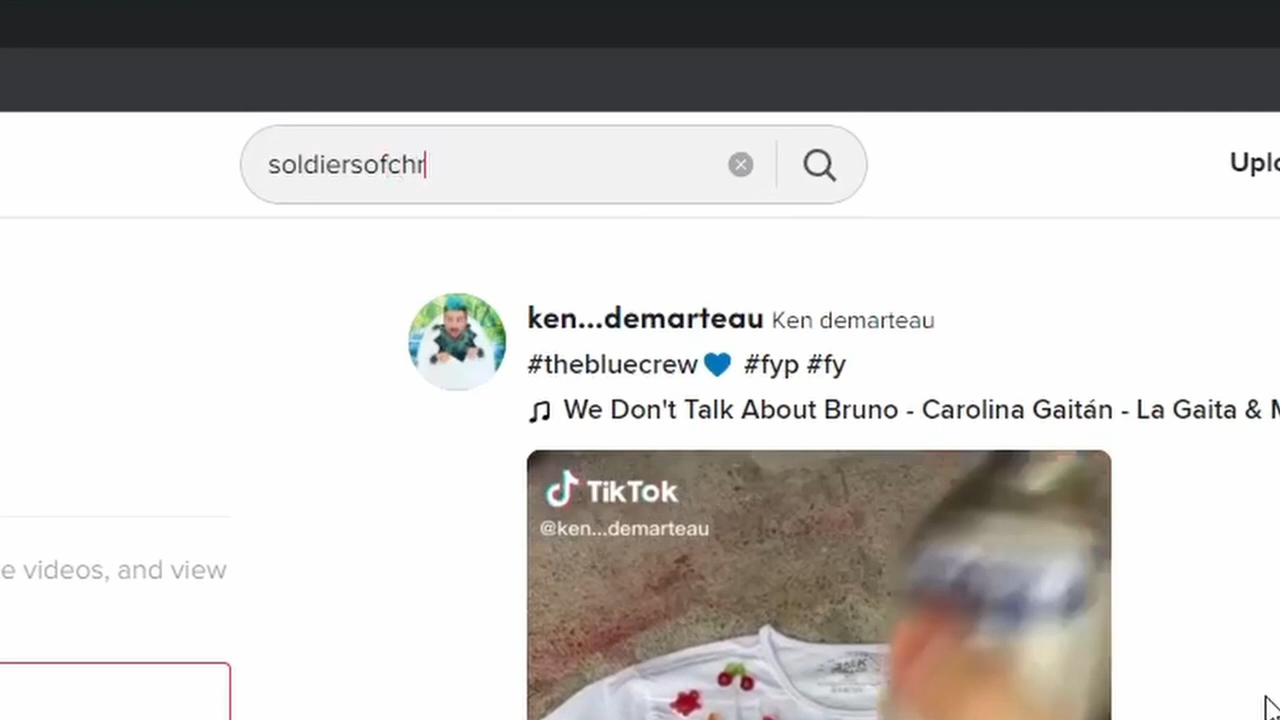 soldiersofchr
Uplo
ken...demarteau Ken demarteau
#thebluecrew💙 #fyp #fy
We Don't Talk About Bruno - Carolina Gaitán - La Gaita & M
TikTok
@ken...demarteau
e videos, and view